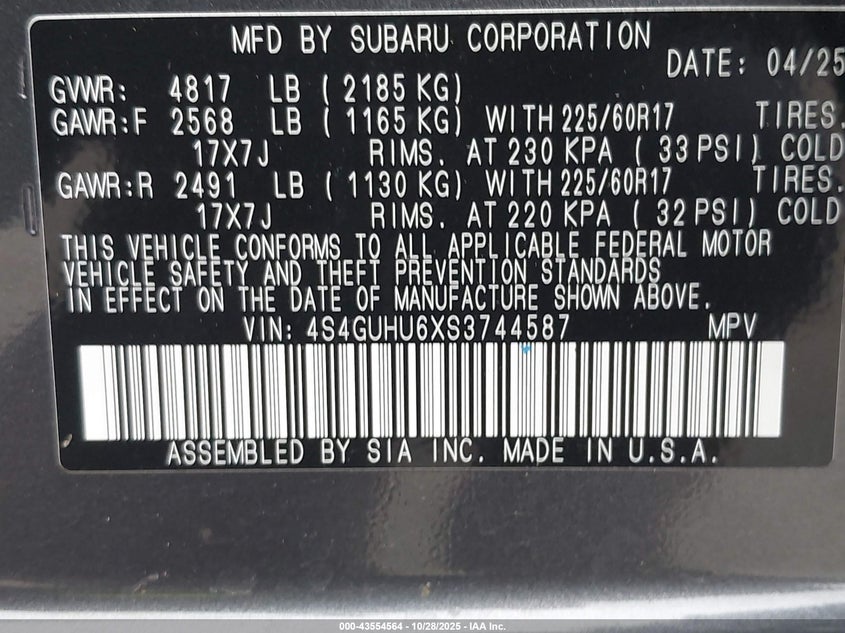 MFD BY SUBARU CORPORATION
DATE: 04/25
GVWR: 4817 LB ( 2185 KG)
GAWR:F 2568 LB ( 1165 KG) WITH 225/60R17 TIRES.
17X7J RIMS. AT 230 KPA ( 33 PSI) COLD
GAWR:R 2491 LB ( 1130 KG) WITH 225/60R17 TIRES.
17X7J RIMS. AT 220 KPA ( 32 PSI) COLD
THIS VEHICLE CONFORMS TO ALL APPLICABLE FEDERAL MOTOR
VEHICLE SAFETY AND THEFT PREVENTION STANDARDS
IN EFFECT ON THE DATE OF MANUFACTURE SHOWN ABOVE.
VIN: 4S4GUHU6XS3744587 MPV
ASSEMBLED BY SIA INC. MADE IN U.S.A.
000-43554564 - 10/28/2025 - IAA Inc.